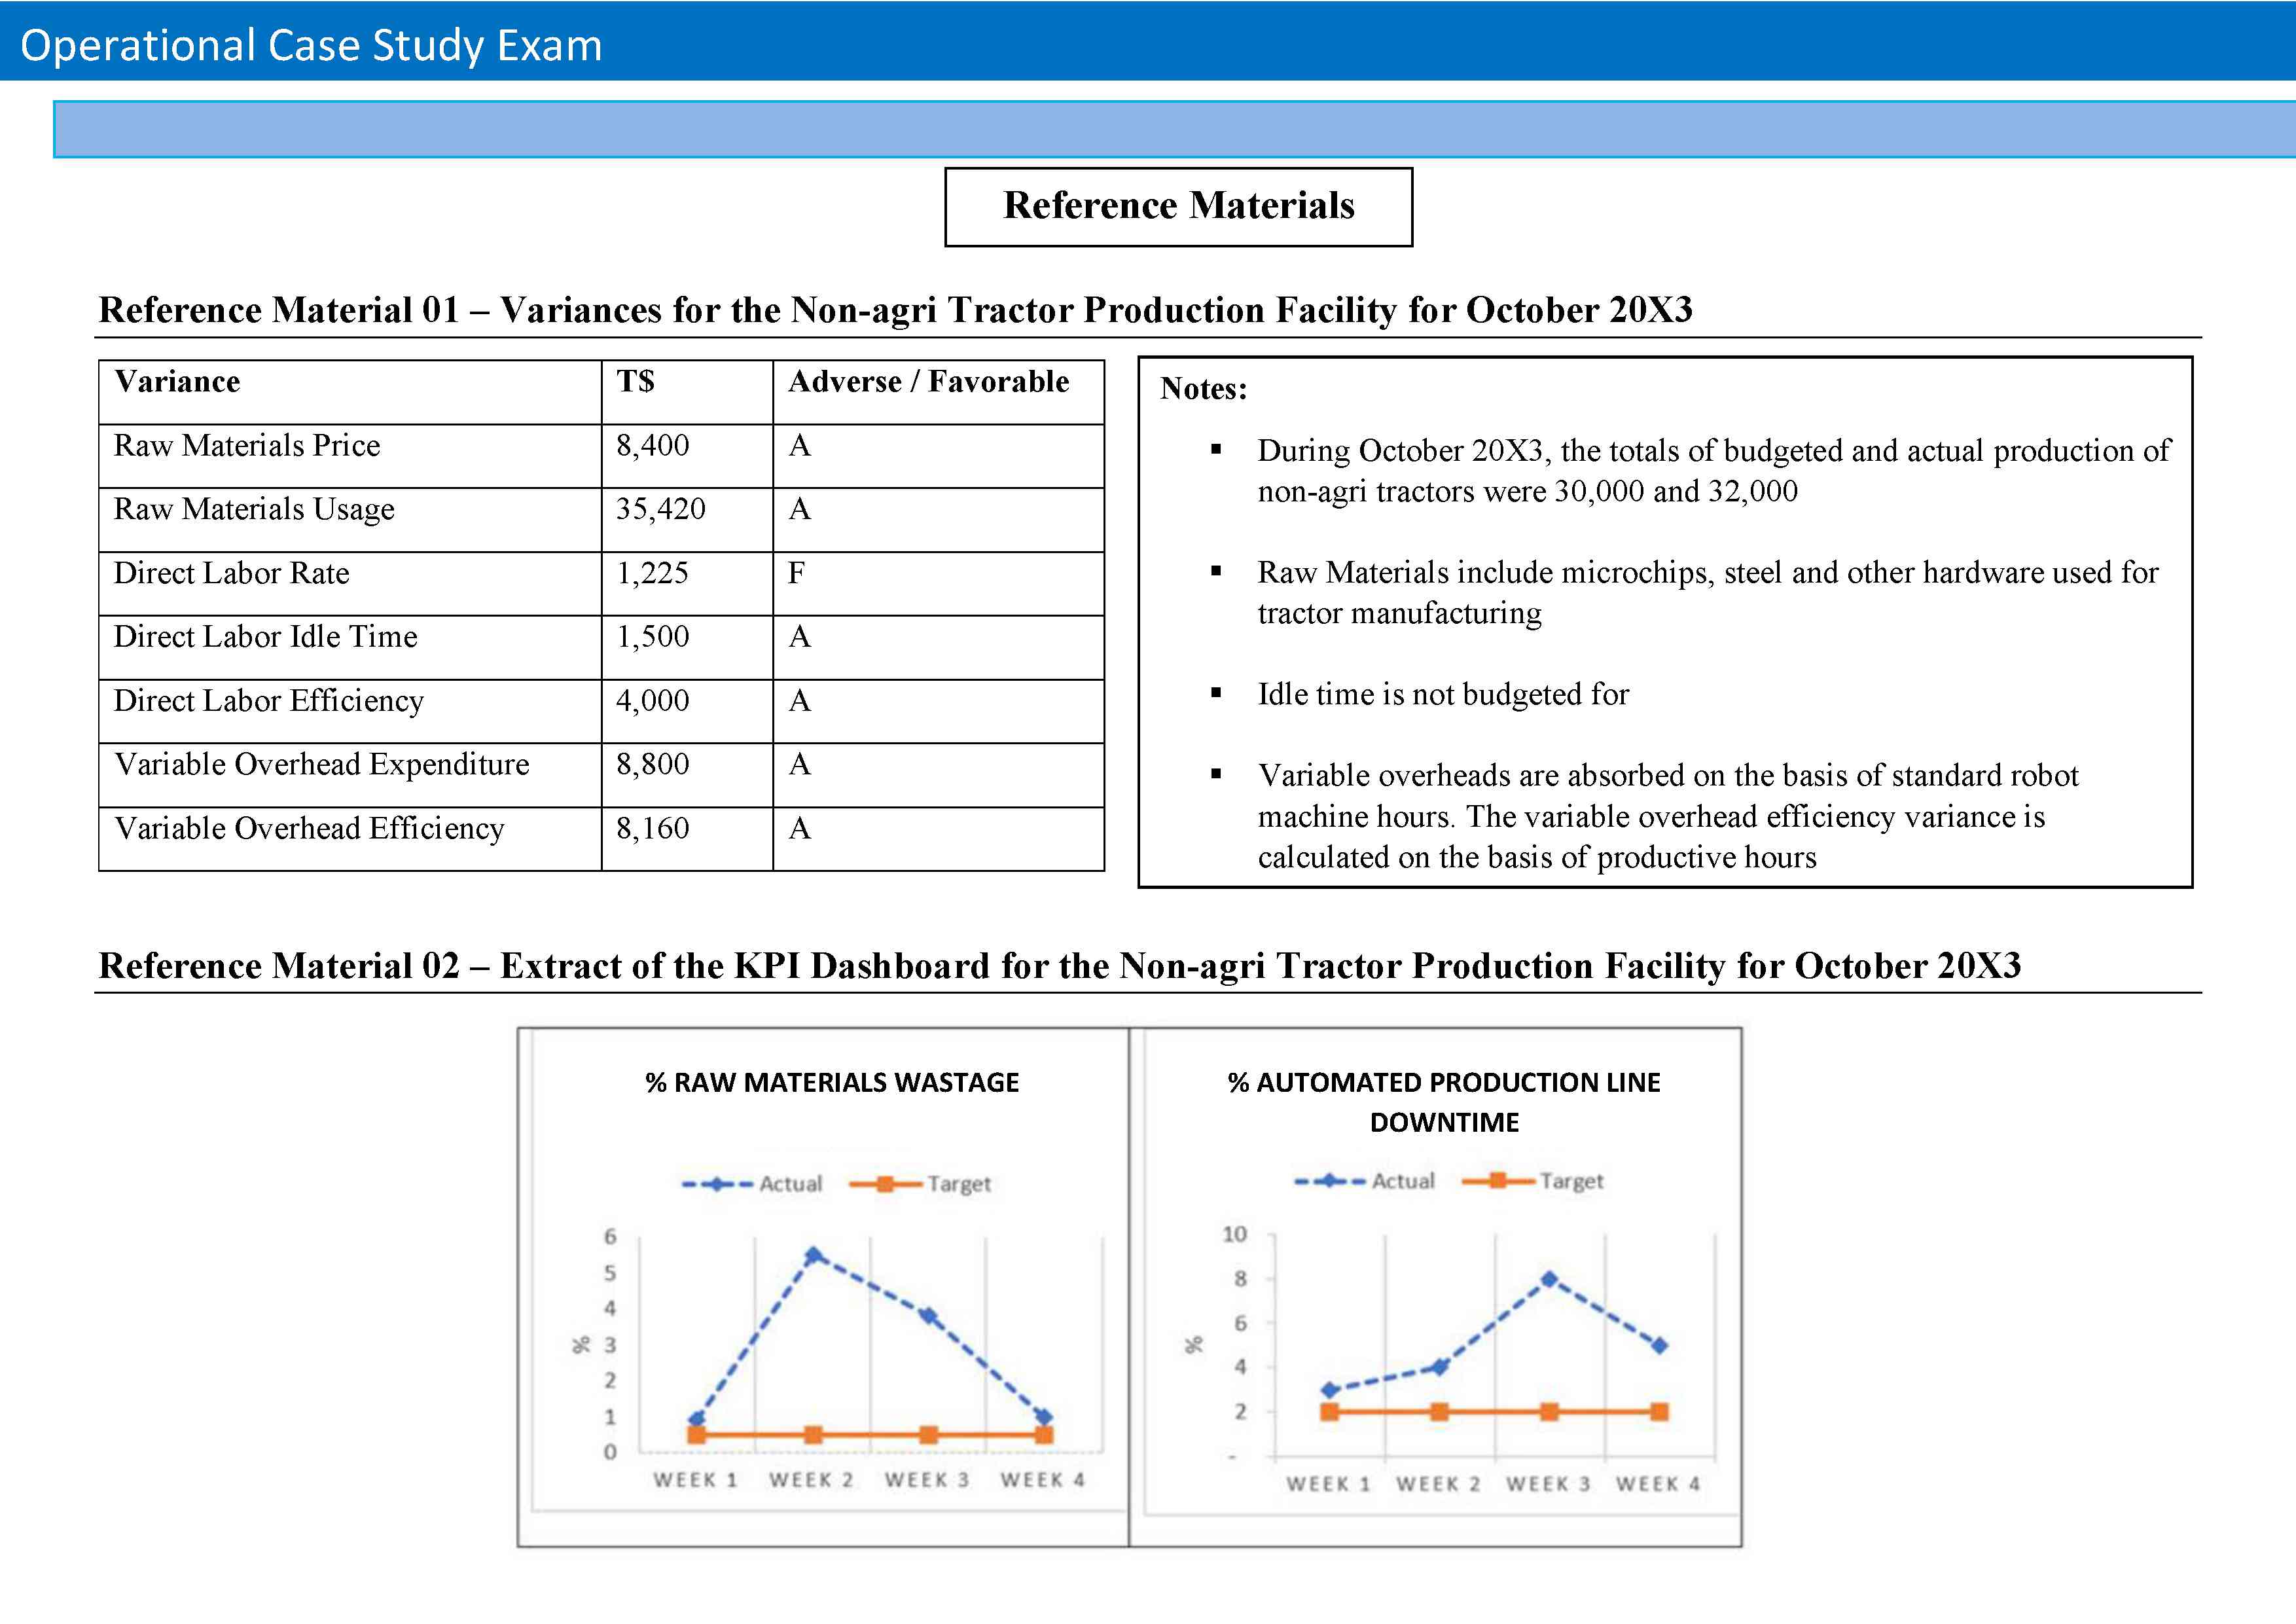 Operational Case Study Exam
Reference Materials
Reference Material 01 – Variances for the Non-agri Tractor Production Facility for October 20X3
Variance T$ Adverse / Favorable
Raw Materials Price 8,400 A
Raw Materials Usage 35,420 A
Direct Labor Rate 1,225 F
Direct Labor Idle Time 1,500 A
Direct Labor Efficiency 4,000 A
Variable Overhead Expenditure 8,800 A
Variable Overhead Efficiency 8,160 A
Notes:
▪ During October 20X3, the totals of budgeted and actual production of
non-agri tractors were 30,000 and 32,000
▪ Raw Materials include microchips, steel and other hardware used for
tractor manufacturing
▪ Idle time is not budgeted for
▪ Variable overheads are absorbed on the basis of standard robot
machine hours. The variable overhead efficiency variance is
calculated on the basis of productive hours
Reference Material 02 – Extract of the KPI Dashboard for the Non-agri Tractor Production Facility for October 20X3
% RAW MATERIALS WASTAGE
Actual Target
6
5
4
% 3
2
1
0
WEEK 1 WEEK 2 WEEK 3 WEEK 4
% AUTOMATED PRODUCTION LINE
DOWNTIME
Actual Target
10
8
6
%
4
2
-
WEEK 1 WEEK 2 WEEK 3 WEEK 4